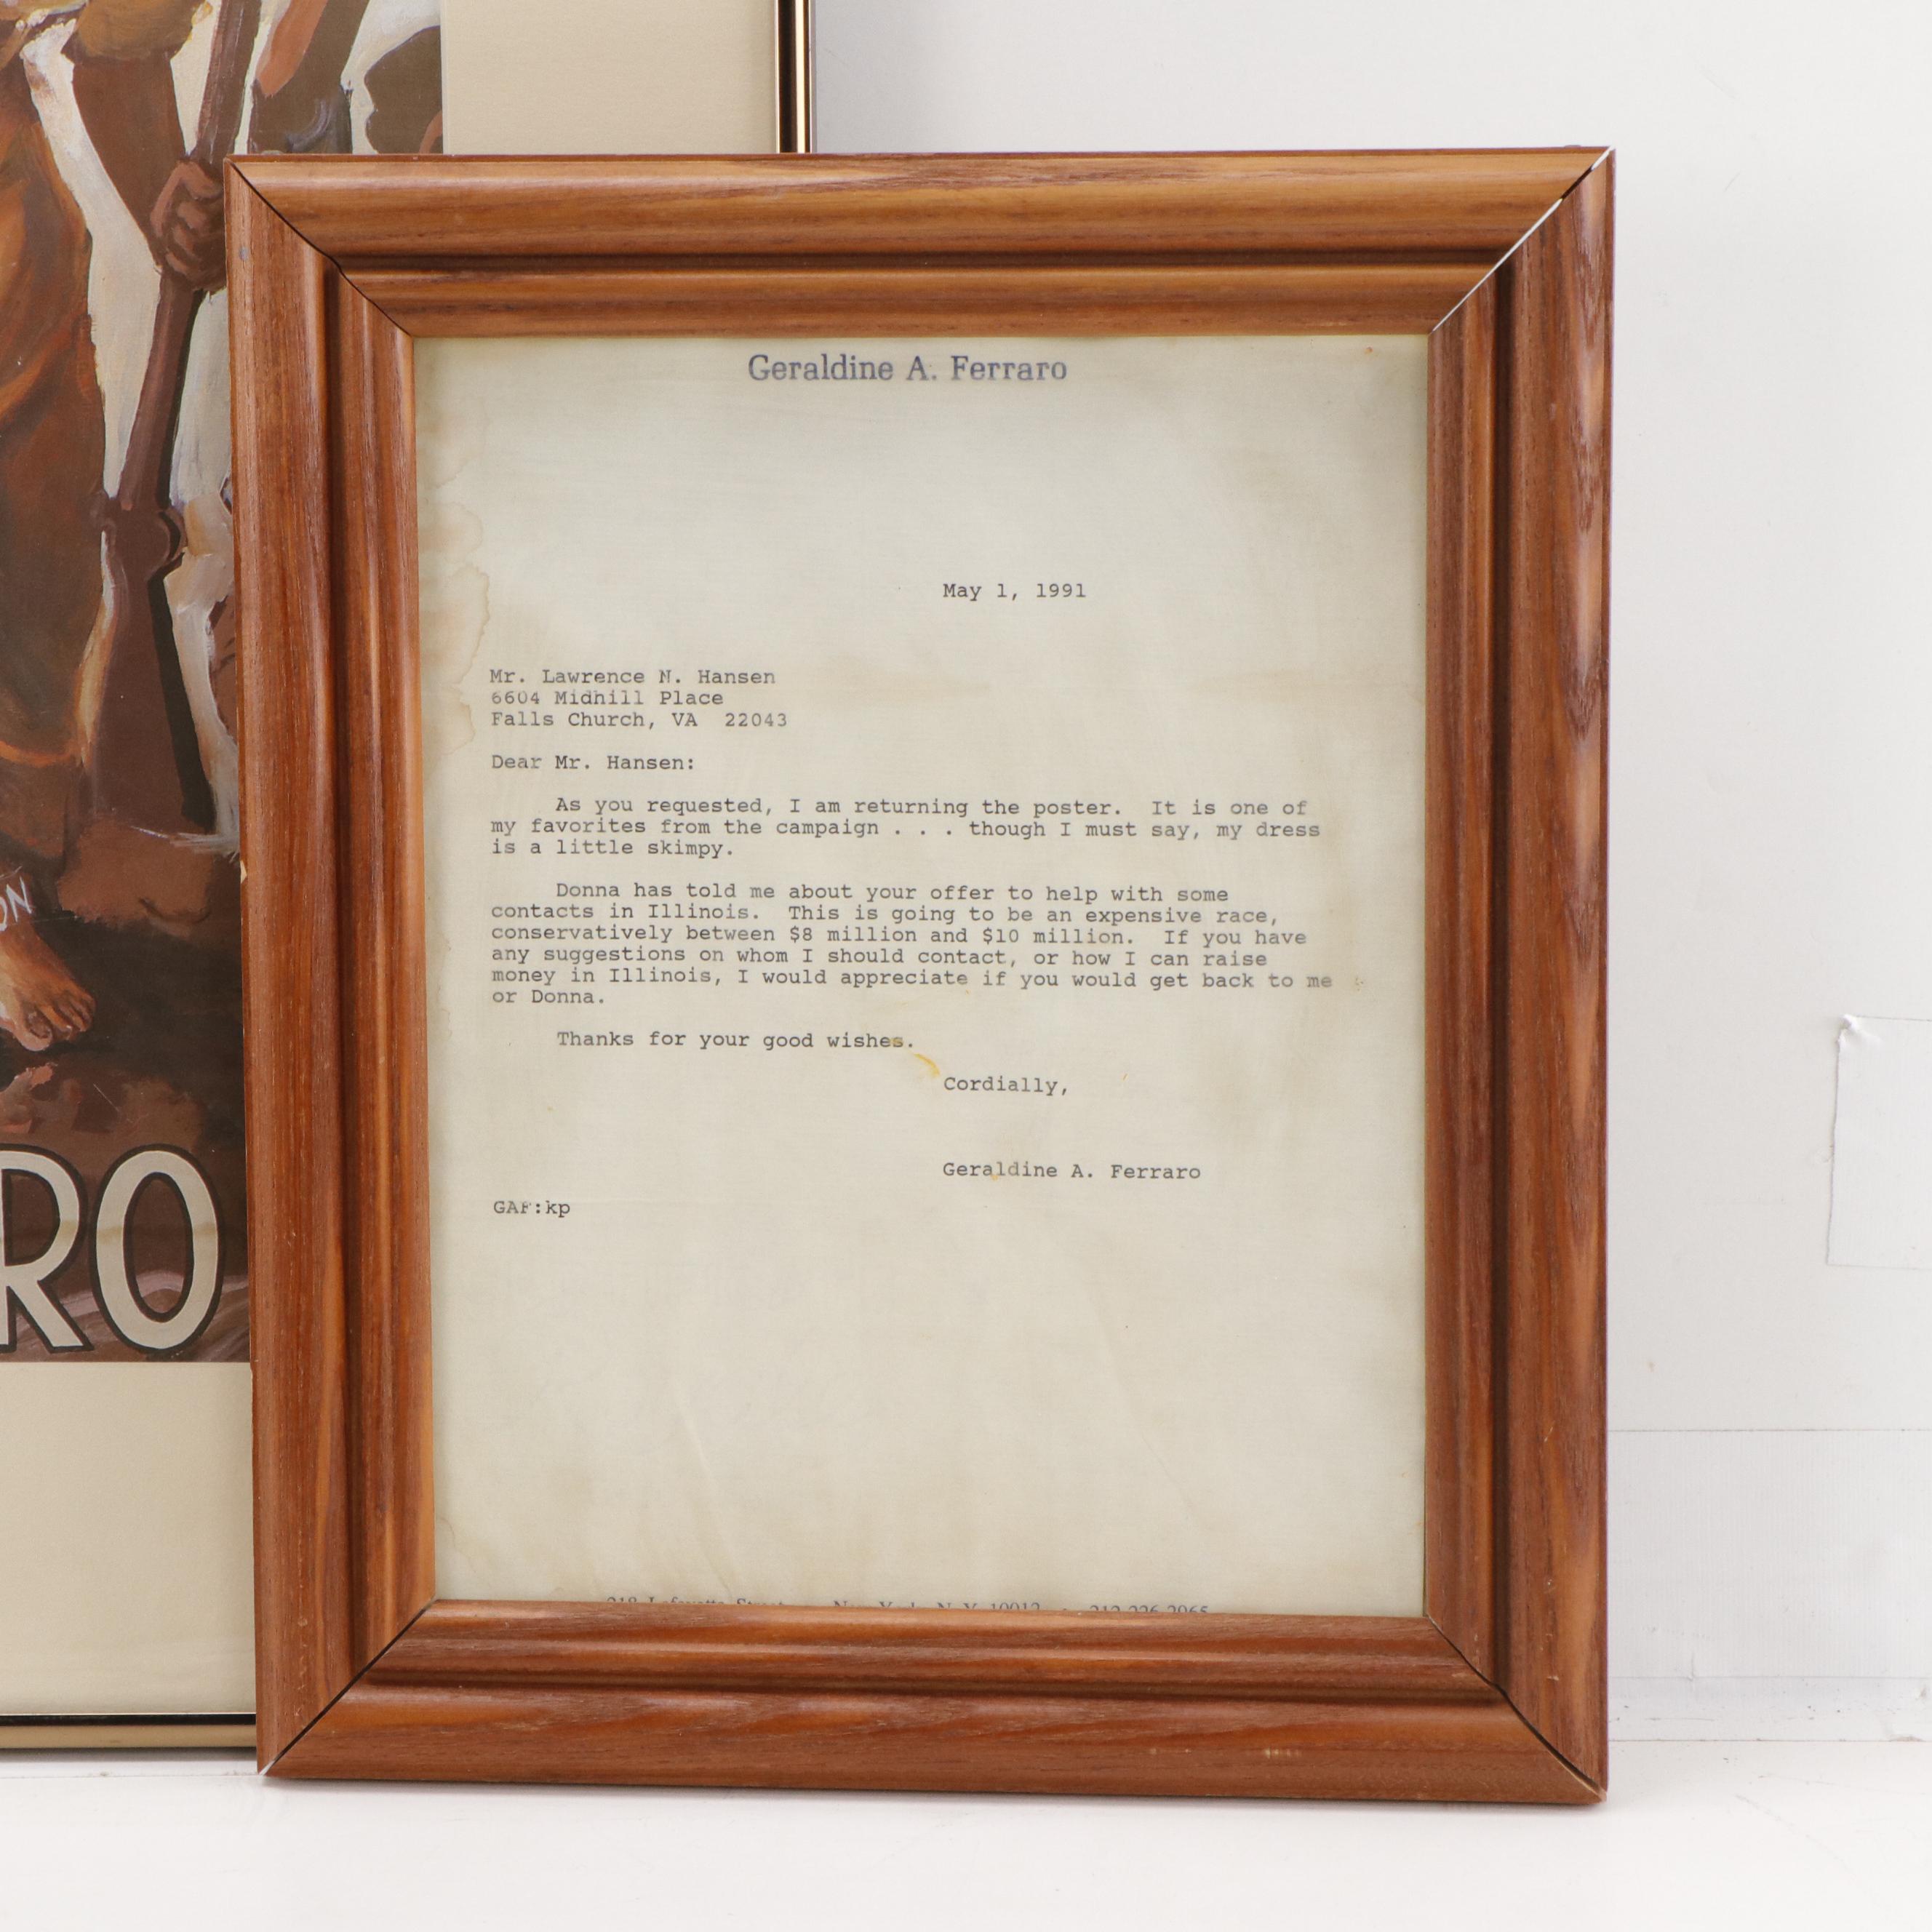 Geraldine A. Ferraro
May 1, 1991
Mr. Lawrence N. Hansen
6604 Midhill Place
Falls Church, VA  22043
Dear Mr. Hansen:
As you requested, I am returning the poster.  It is one of
my favorites from the campaign . . . though I must say, my dress
is a little skimpy.
Donna has told me about your offer to help with some
contacts in Illinois.  This is going to be an expensive race,
conservatively between $8 million and $10 million.  If you have
any suggestions on whom I should contact, or how I can raise
money in Illinois, I would appreciate if you would get back to me
or Donna.
Thanks for your good wishes.
Cordially,
Geraldine A. Ferraro
GAF:kp
New York, N.Y. 10012
ON
RO